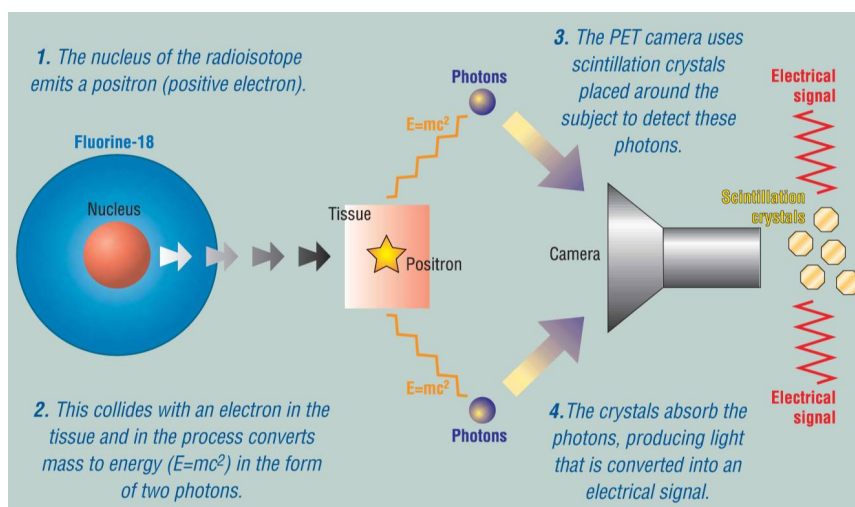 1. The nucleus of the radioisotope
emits a positron (positive electron).
Fluorine-18
Nucleus
2. This collides with an electron in the
tissue and in the process converts
mass to energy (E=mc²) in the form
of two photons.
Tissue
Positron
E=mc²
Photons
E=mc²
Photons
3. The PET camera uses
scintillation crystals
placed around the
subject to detect these
photons.
Camera
4.The crystals absorb the
photons, producing light
that is converted into an
electrical signal.
Electrical
signal
Scintillation
crystals
Electrical
signal